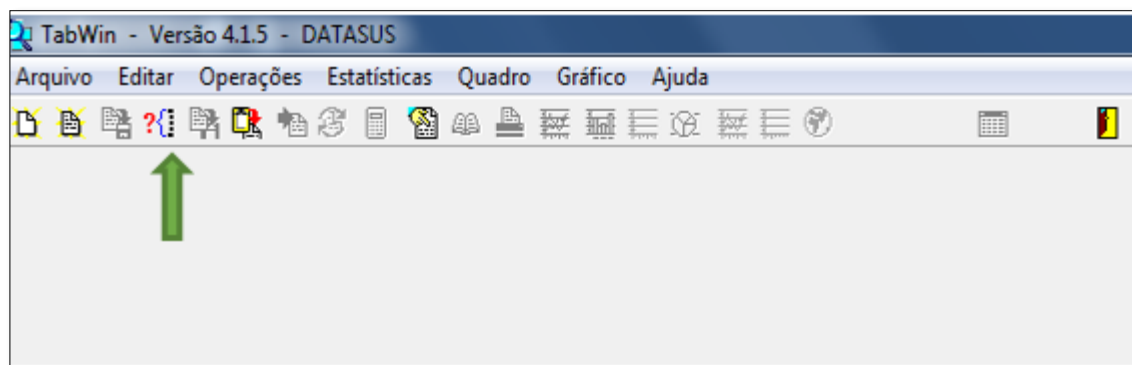 TabWin - Versão 4.1.5 - DATASUS
Arquivo Editar Operações Estatísticas Quadro Gráfico Ajuda
?{